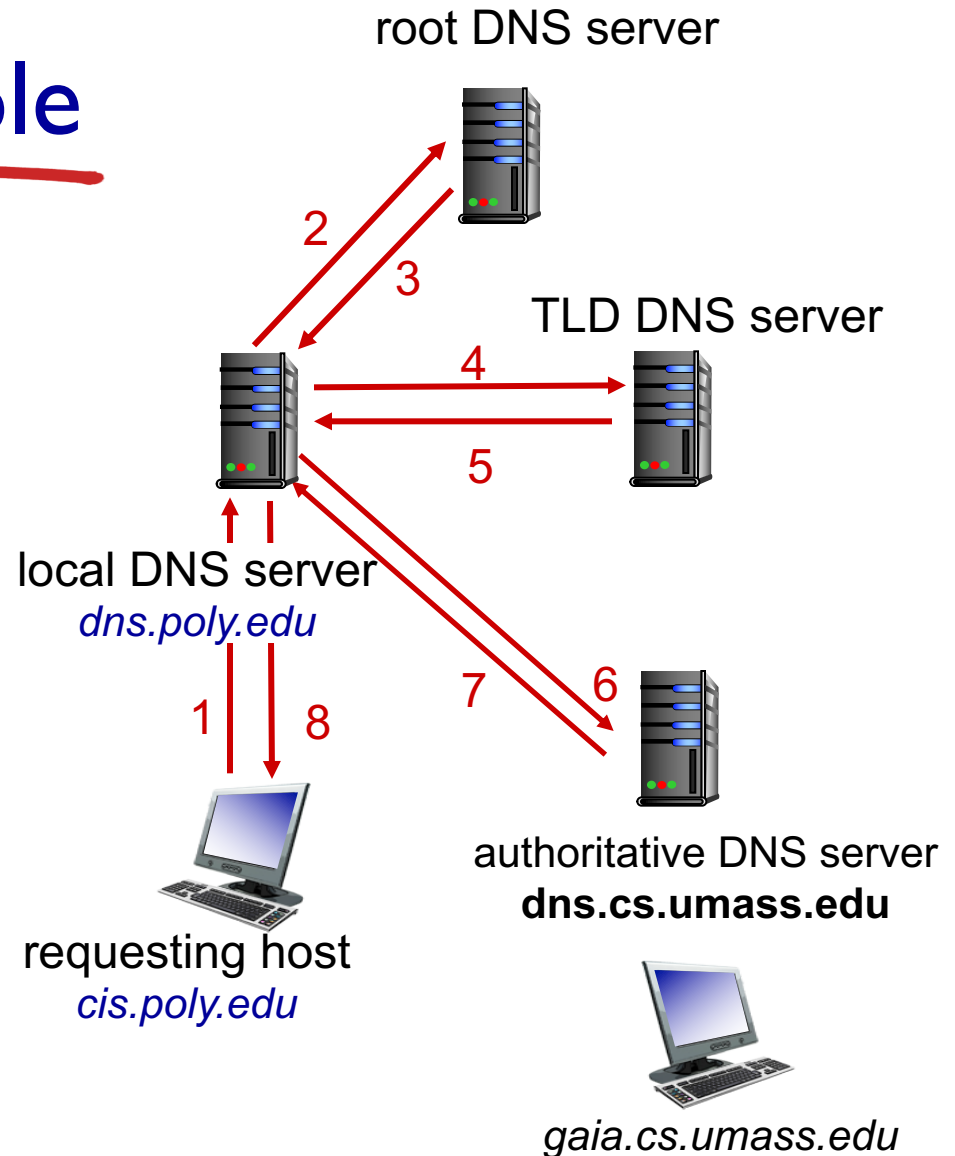 root DNS server
ole
2
3
TLD DNS server
4
5
local DNS server
dns.poly.edu
1
8
7
6
requesting host
cis.poly.edu
authoritative DNS server
dns.cs.umass.edu
gaia.cs.umass.edu